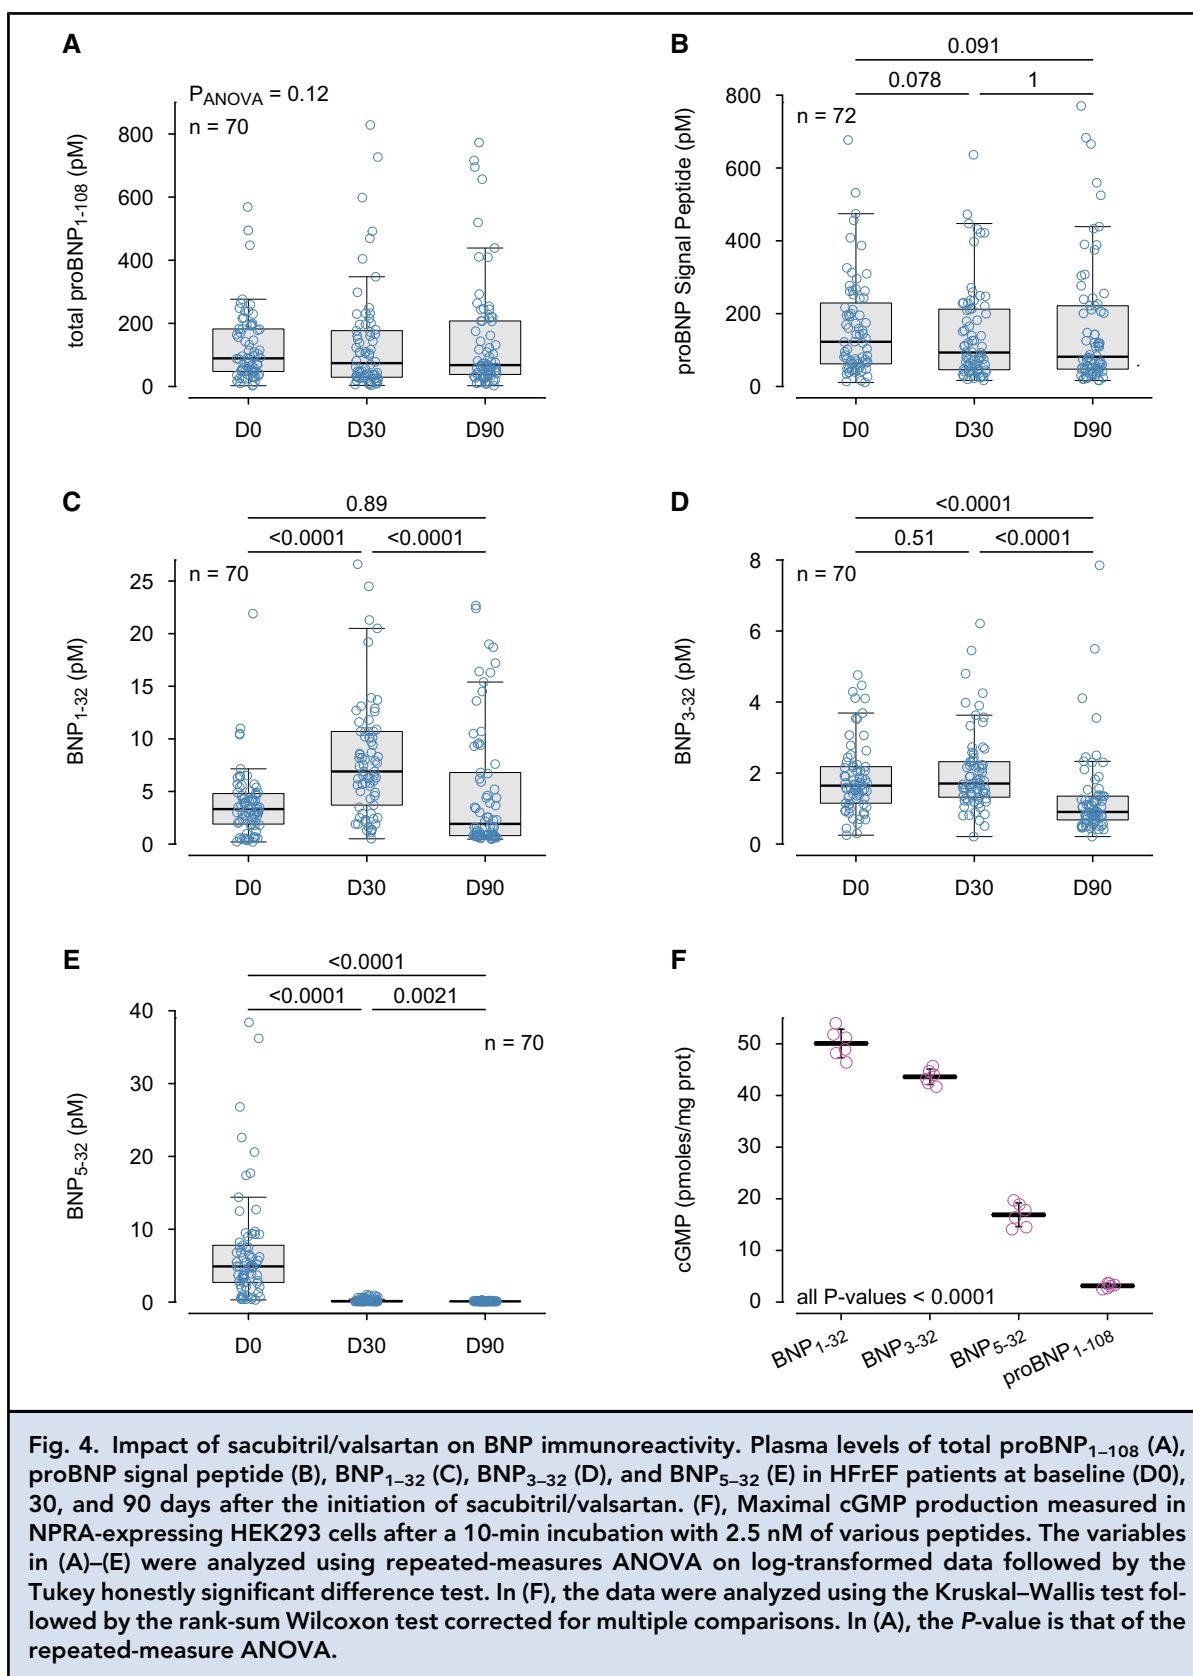 A
P_ANOVA = 0.12
n = 70
total proBNP1-108 (pM)
800
600
400
200
0
D0 D30 D90
B
0.091
0.078 1
n = 72
proBNP Signal Peptide (pM)
800
600
400
200
0
D0 D30 D90
C
0.89
<0.0001 <0.0001
n = 70
BNP1-32 (pM)
25
20
15
10
5
0
D0 D30 D90
D
<0.0001
0.51 <0.0001
n = 70
BNP3-32 (pM)
8
6
4
2
0
D0 D30 D90
E
<0.0001
<0.0001 0.0021
n = 70
BNP5-32 (pM)
40
30
20
10
0
D0 D30 D90
F
cGMP (pmoles/mg prot)
50
40
30
20
10
0
all P-values < 0.0001
BNP1-32 BNP3-32 BNP5-32 proBNP1-108
Fig. 4. Impact of sacubitril/valsartan on BNP immunoreactivity. Plasma levels of total proBNP1–108 (A),
proBNP signal peptide (B), BNP1–32 (C), BNP3–32 (D), and BNP5–32 (E) in HFrEF patients at baseline (D0),
30, and 90 days after the initiation of sacubitril/valsartan. (F), Maximal cGMP production measured in
NPRA-expressing HEK293 cells after a 10-min incubation with 2.5 nM of various peptides. The variables
in (A)–(E) were analyzed using repeated-measures ANOVA on log-transformed data followed by the
Tukey honestly significant difference test. In (F), the data were analyzed using the Kruskal–Wallis test fol-
lowed by the rank-sum Wilcoxon test corrected for multiple comparisons. In (A), the P-value is that of the
repeated-measure ANOVA.